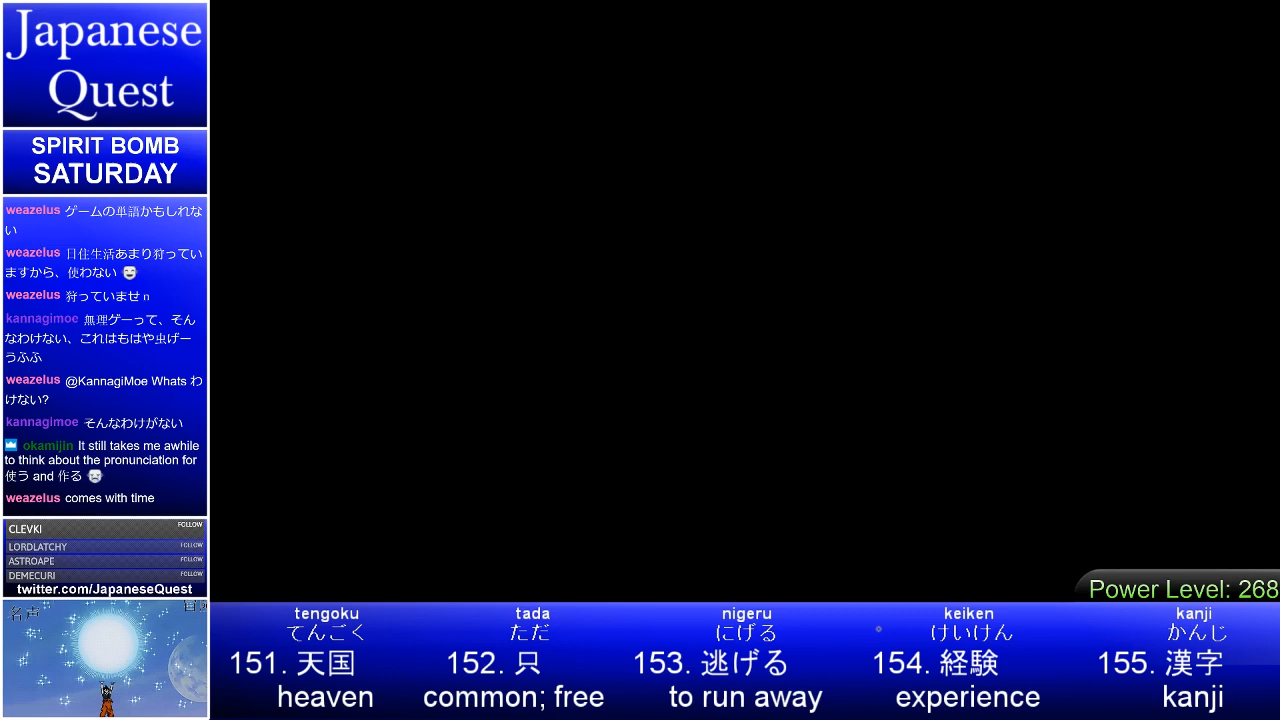 Japanese
Quest
SPIRIT BOMB
SATURDAY
weazelus ゲームの単語かもしれな
い
weazelus 日住生活あまり狩ってい
ますから、使わない
weazelus 狩っていませｎ
kannagimoe 無理ゲーって、そん
なわけない、これはもはや虫げー
うふふ
weazelus @KannagiMoe Whats わ
けない?
kannagimoe そんなわけがない
okamijin It still takes me awhile
to think about the pronunciation for
使う and 作る
weazelus comes with time
CLEVKI FOLLOW
LORDLATCHY FOLLOW
ASTROAPE FOLLOW
DEMECURI FOLLOW
twitter.com/JapaneseQuest
名声
Power Level: 268
tengoku tada nigeru keiken kanji
てんごく ただ にげる けいけん かんじ
151. 天国 152. 只 153. 逃げる 154. 経験 155. 漢字
heaven common; free to run away experience kanji